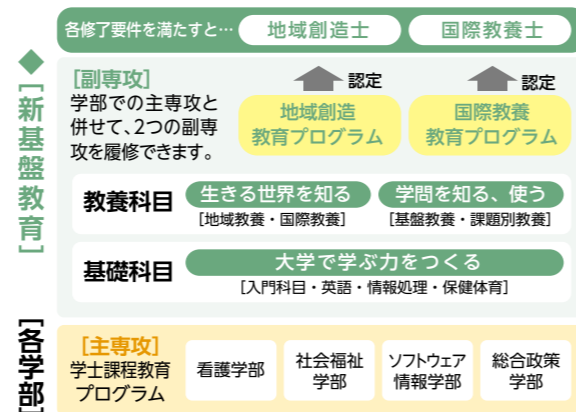 各修了要件を満たすと…
地域創造士
国際教養士
◆[新基盤教育]
[副専攻]
学部での主専攻と
併せて、2つの副専
攻を履修できます。
認定
認定
地域創造
教育プログラム
国際教養
教育プログラム
教養科目
生きる世界を知る
[地域教養・国際教養]
学問を知る、使う
[基盤教養・課題別教養]
基礎科目
大学で学ぶ力をつくる
[入門科目・英語・情報処理・保健体育]
[各学部]
[主専攻]
学士課程教育
プログラム
看護学部
社会福祉
学部
ソフトウェア
情報学部
総合政策
学部